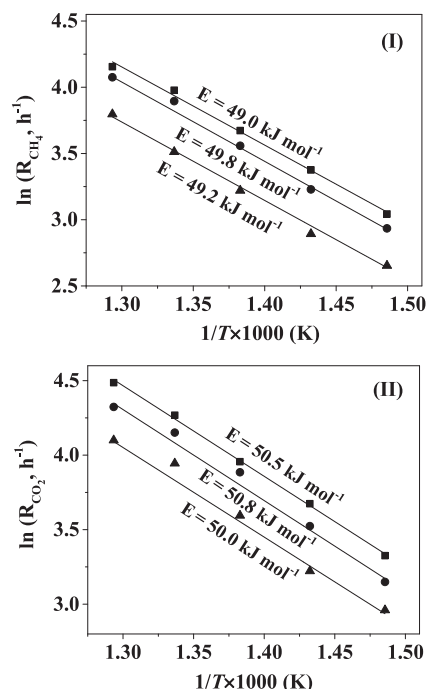 (I)
4.5
4.0
3.5
3.0
2.5
ln (R_CH₄, h⁻¹)
E = 49.0 kJ mol⁻¹
E = 49.8 kJ mol⁻¹
E = 49.2 kJ mol⁻¹
1.30 1.35 1.40 1.45 1.50
1/T×1000 (K)
(II)
4.5
4.0
3.5
3.0
ln (R_CO₂, h⁻¹)
E = 50.5 kJ mol⁻¹
E = 50.8 kJ mol⁻¹
E = 50.0 kJ mol⁻¹
1.30 1.35 1.40 1.45 1.50
1/T×1000 (K)